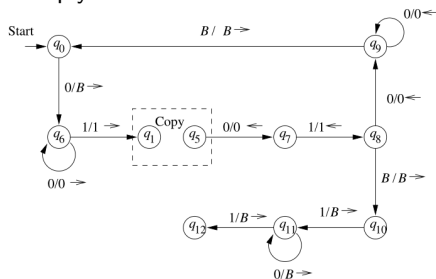 0/0 ←
Start
B / B →
q0
q9
0/B →
0/0 ←
1/1 →
Copy
0/0 ←
1/1 ←
q6
q1
q5
q7
q8
0/0 →
B / B →
1/B →
1/B →
q12
q11
q10
0/B →